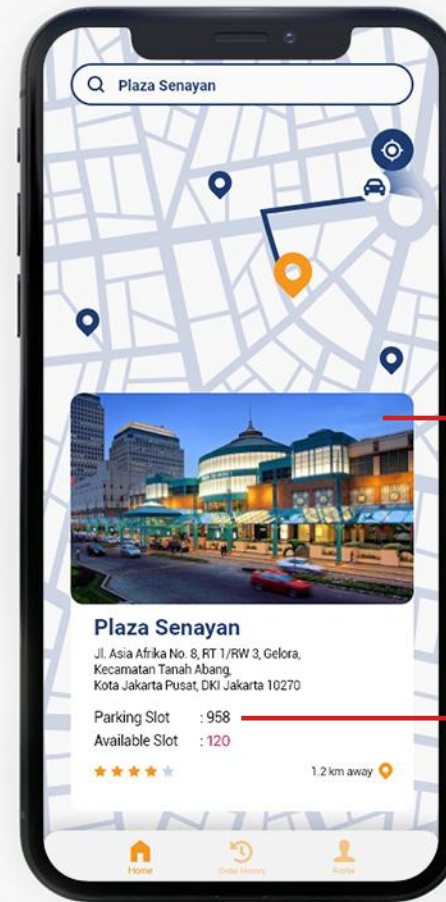 Plaza Senayan
Plaza Senayan
Jl. Asia Afrika No. 8, RT 1/RW 3, Gelora,
Kecamatan Tanah Abang,
Kota Jakarta Pusat, DKI Jakarta 10270
Parking Slot : 958
Available Slot : 120
1.2 km away
Home
Order History
Profile